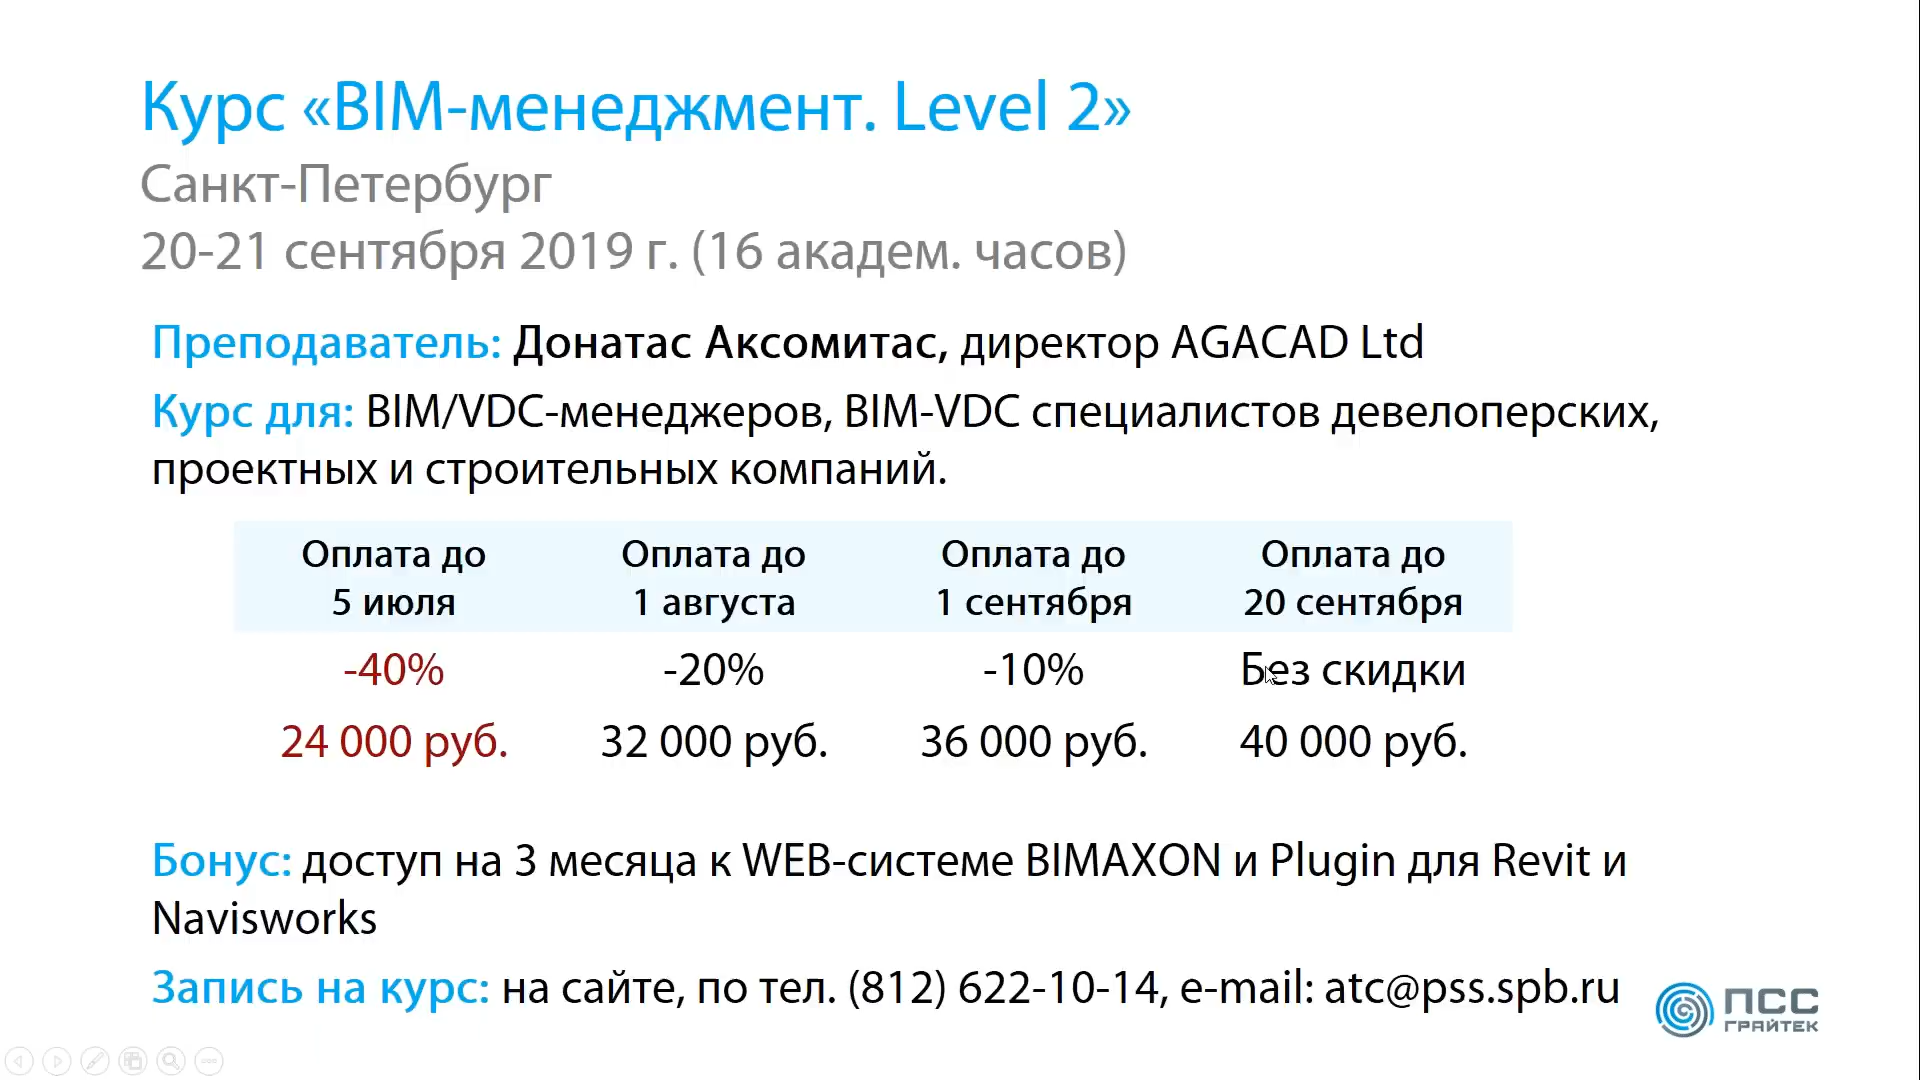 Курс «BIM-менеджмент. Level 2»
Санкт-Петербург
20-21 сентября 2019 г. (16 академ. часов)
Преподаватель: Донатас Аксомитас, директор AGACAD Ltd
Курс для: BIM/VDC-менеджеров, BIM-VDC специалистов девелоперских,
проектных и строительных компаний.
Оплата до Оплата до Оплата до Оплата до
5 июля 1 августа 1 сентября 20 сентября
-40% -20% -10% Без скидки
24 000 руб. 32 000 руб. 36 000 руб. 40 000 руб.
Бонус: доступ на 3 месяца к WEB-системе BIMAXON и Plugin для Revit и
Navisworks
Запись на курс: на сайте, по тел. (812) 622-10-14, e-mail: atc@pss.spb.ru
ПСС
ГРАЙТЕК